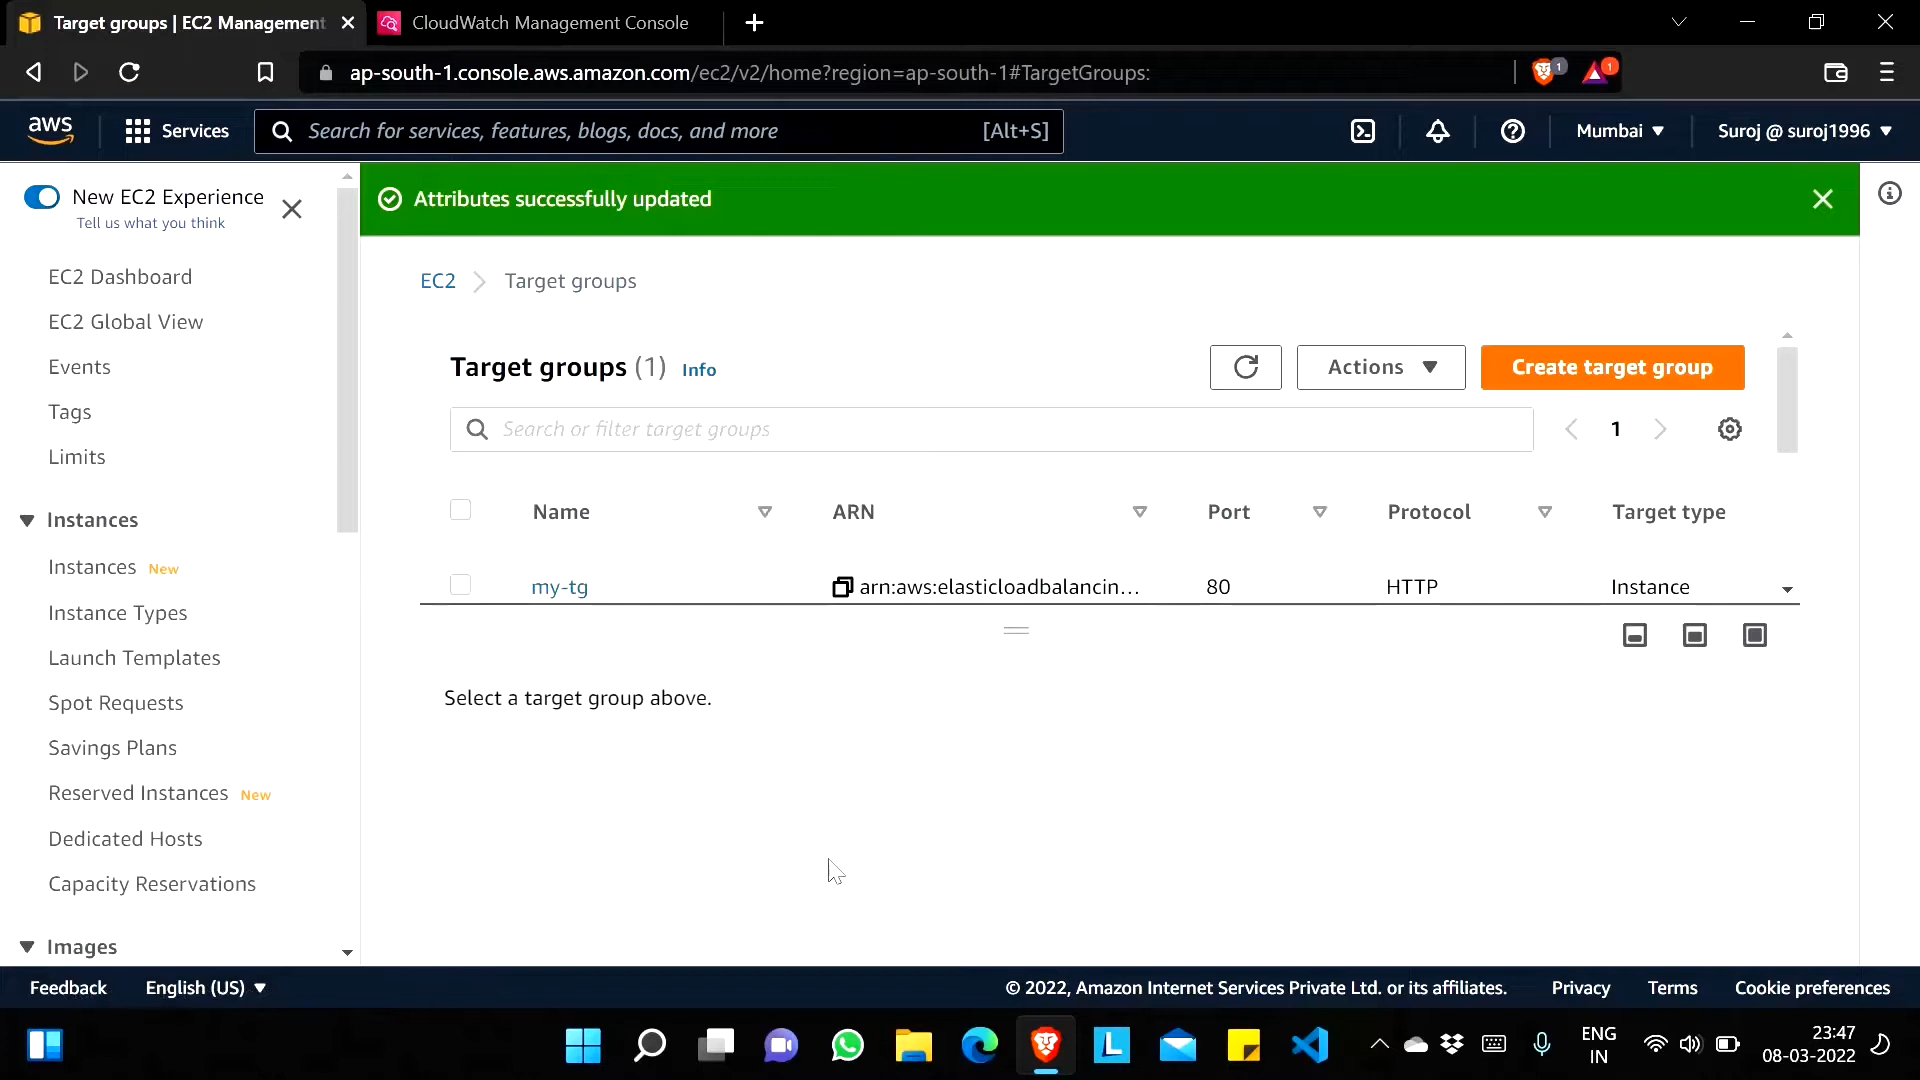 Target groups | EC2 Management
CloudWatch Management Console
ap-south-1.console.aws.amazon.com/ec2/v2/home?region=ap-south-1#TargetGroups:
1
1
aws
Services
Search for services, features, blogs, docs, and more
[Alt+S]
Mumbai
Suroj @ suroj1996
New EC2 Experience
Tell us what you think
EC2 Dashboard
EC2 Global View
Events
Tags
Limits
Instances
Instances New
Instance Types
Launch Templates
Spot Requests
Savings Plans
Reserved Instances New
Dedicated Hosts
Capacity Reservations
Images
Attributes successfully updated
EC2
Target groups
Target groups (1) Info
Actions
Create target group
Search or filter target groups
1
Name
ARN
Port
Protocol
Target type
my-tg
arn:aws:elasticloadbalancin...
80
HTTP
Instance
Select a target group above.
Feedback
English (US)
© 2022, Amazon Internet Services Private Ltd. or its affiliates.
Privacy
Terms
Cookie preferences
L
ENG
IN
23:47
08-03-2022